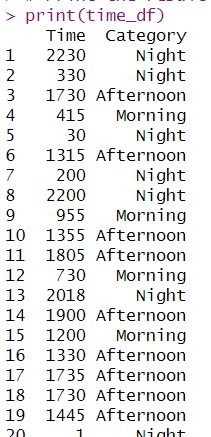 > print(time_df)
Time Category
1 2230 Night
2 330 Night
3 1730 Afternoon
4 415 Morning
5 30 Night
6 1315 Afternoon
7 200 Night
8 2200 Night
9 955 Morning
10 1355 Afternoon
11 1805 Afternoon
12 730 Morning
13 2018 Night
14 1900 Afternoon
15 1200 Morning
16 1330 Afternoon
17 1735 Afternoon
18 1730 Afternoon
19 1445 Afternoon
20 1 Night